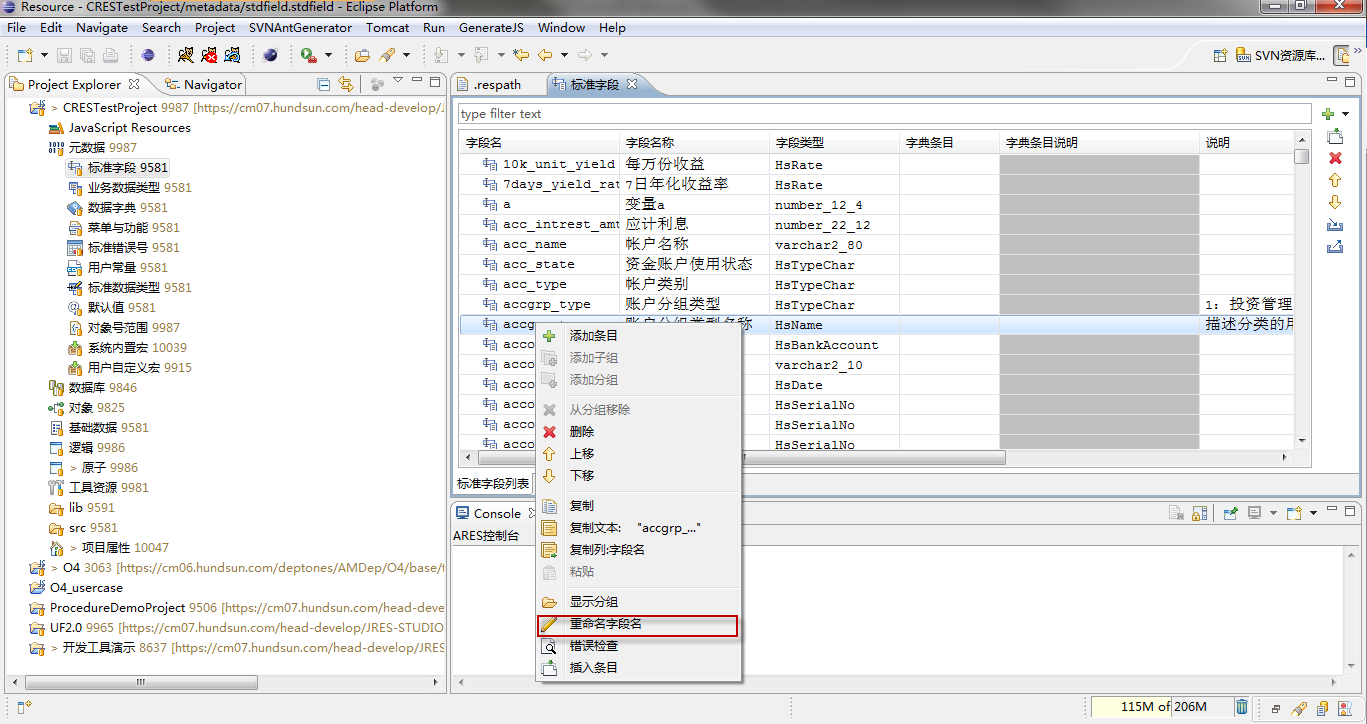 Resource - CRESTestProject/metadata/stdfield.stdfield - Eclipse Platform
File Edit Navigate Search Project SVNAntGenerator Tomcat Run GenerateJS Window Help
SVN资源库...
Project Explorer Navigator
> CRESTestProject 9987 [https://cm07.hundsun.com/head-develop/J
JavaScript Resources
元数据 9987
标准字段 9581
业务数据类型 9581
数据字典 9581
菜单与功能 9581
标准错误号 9581
用户常量 9581
标准数据类型 9581
默认值 9581
对象号范围 9987
系统内置宏 10039
用户自定义宏 9915
数据库 9846
对象 9825
基础数据 9581
逻辑 9986
> 原子 9986
工具资源 9981
lib 9591
src 9581
> 项目属性 10047
> O4 3063 [https://cm06.hundsun.com/deptones/AMDep/O4/base/t
O4_usercase
ProcedureDemoProject 9506 [https://cm07.hundsun.com/head-deve
UF2.0 9965 [https://cm07.hundsun.com/head-develop/JRES-STUDIO
> 开发工具演示 8637 [https://cm07.hundsun.com/head-develop/JRES
.respath 标准字段
type filter text
字段名 字段名称 字段类型 字典条目 字典条目说明 说明
10k_unit_yield 每万份收益 HsRate
7days_yield_rat 7日年化收益率 HsRate
a 变量a number_12_4
acc_intrest_amt 应计利息 number_22_12
acc_name 帐户名称 varchar2_80
acc_state 资金账户使用状态 HsTypeChar
acc_type 帐户类别 HsTypeChar
accgrp_type 账户分组类型 HsTypeChar 1: 投资管理
accg 账户分组类型名称 HsName 描述分类的用
acco HsBankAccount
acco varchar2_10
acco HsDate
acco HsSerialNo
acco HsSerialNo
acco HsSerialNo
标准字段列表
添加条目
添加子组
添加分组
从分组移除
删除
上移
下移
复制
复制文本: "accgrp_..."
复制列:字段名
粘贴
显示分组
重命名字段名
错误检查
插入条目
Console
ARES控制台
115M of 206M